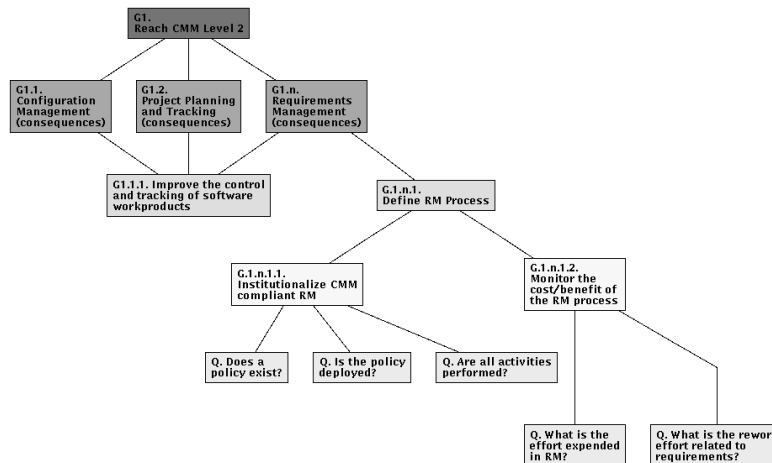 G1.
Reach CMM Level 2
G1.1.
Configuration
Management
(consequences)
G1.2.
Project Planning
and Tracking
(consequences)
G1.n.
Requirements
Management
(consequences)
G1.1.1. Improve the control
and tracking of software
workproducts
G.1.n.1.
Define RM Process
G.1.n.1.1.
Institutionalize CMM
compliant RM
G.1.n.1.2.
Monitor the
cost/benefit of
the RM process
Q. Does a
policy exist?
Q. Is the policy
deployed?
Q. Are all activities
performed?
Q. What is the
effort expended
in RM?
Q. What is the rewor
effort related to
requirements?